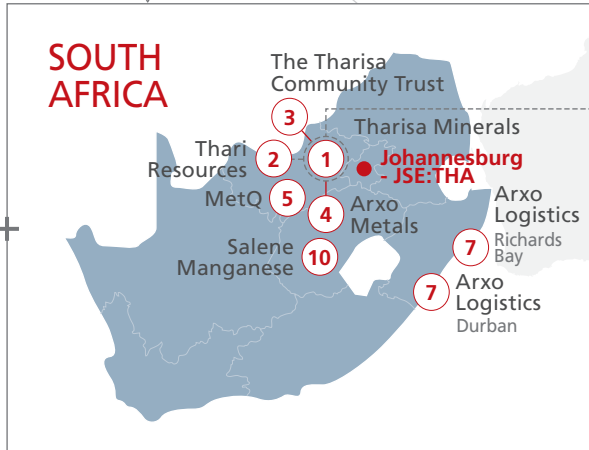 SOUTH
AFRICA
The Tharisa
Community Trust
3
Tharisa Minerals
Thari
Resources
2
1
Johannesburg
- JSE:THA
MetQ
5
4
Arxo
Metals
Arxo
Logistics
Richards
Bay
7
Salene
Manganese
10
7
Arxo
Logistics
Durban